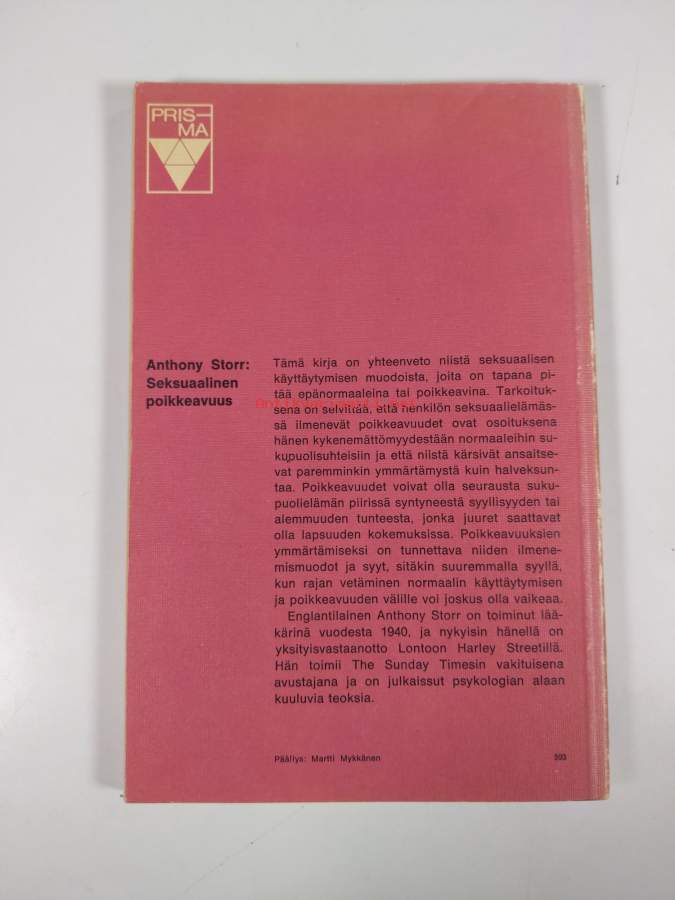 PRIS-
MA
Anthony Storr:
Seksuaalinen
poikkeavuus
Tämä kirja on yhteenveto niistä seksuaalisen
käyttäytymisen muodoista, joita on tapana pi-
tää epänormaaleina tai poikkeavina. Tarkoituk-
sena on selvittää, että henkilön seksuaalielämäs-
sä ilmenevät poikkeavuudet ovat osoituksena
hänen kykenemättömyydestään normaaleihin su-
kupuolisuhteisiin ja että niistä kärsivät ansaitse-
vat paremminkin ymmärtämystä kuin halveksun-
taa. Poikkeavuudet voivat olla seurausta suku-
puolielämän piirissä syntyneestä syyllisyyden tai
alemmuuden tunteesta, jonka juuret saattavat
olla lapsuuden kokemuksissa. Poikkeavuuksien
ymmärtämiseksi on tunnettava niiden ilmene-
mismuodot ja syyt, sitäkin suuremmalla syyllä,
kun rajan vetäminen normaalin käyttäytymisen
ja poikkeavuuden välille voi joskus olla vaikeaa.
Englantilainen Anthony Storr on toiminut lää-
kärinä vuodesta 1940, ja nykyisin hänellä on
yksityisvastaanotto Lontoon Harley Streetillä.
Hän toimii The Sunday Timesin vakituisena
avustajana ja on julkaissut psykologian alaan
kuuluvia teoksia.
Päällys: Martti Mykkänen